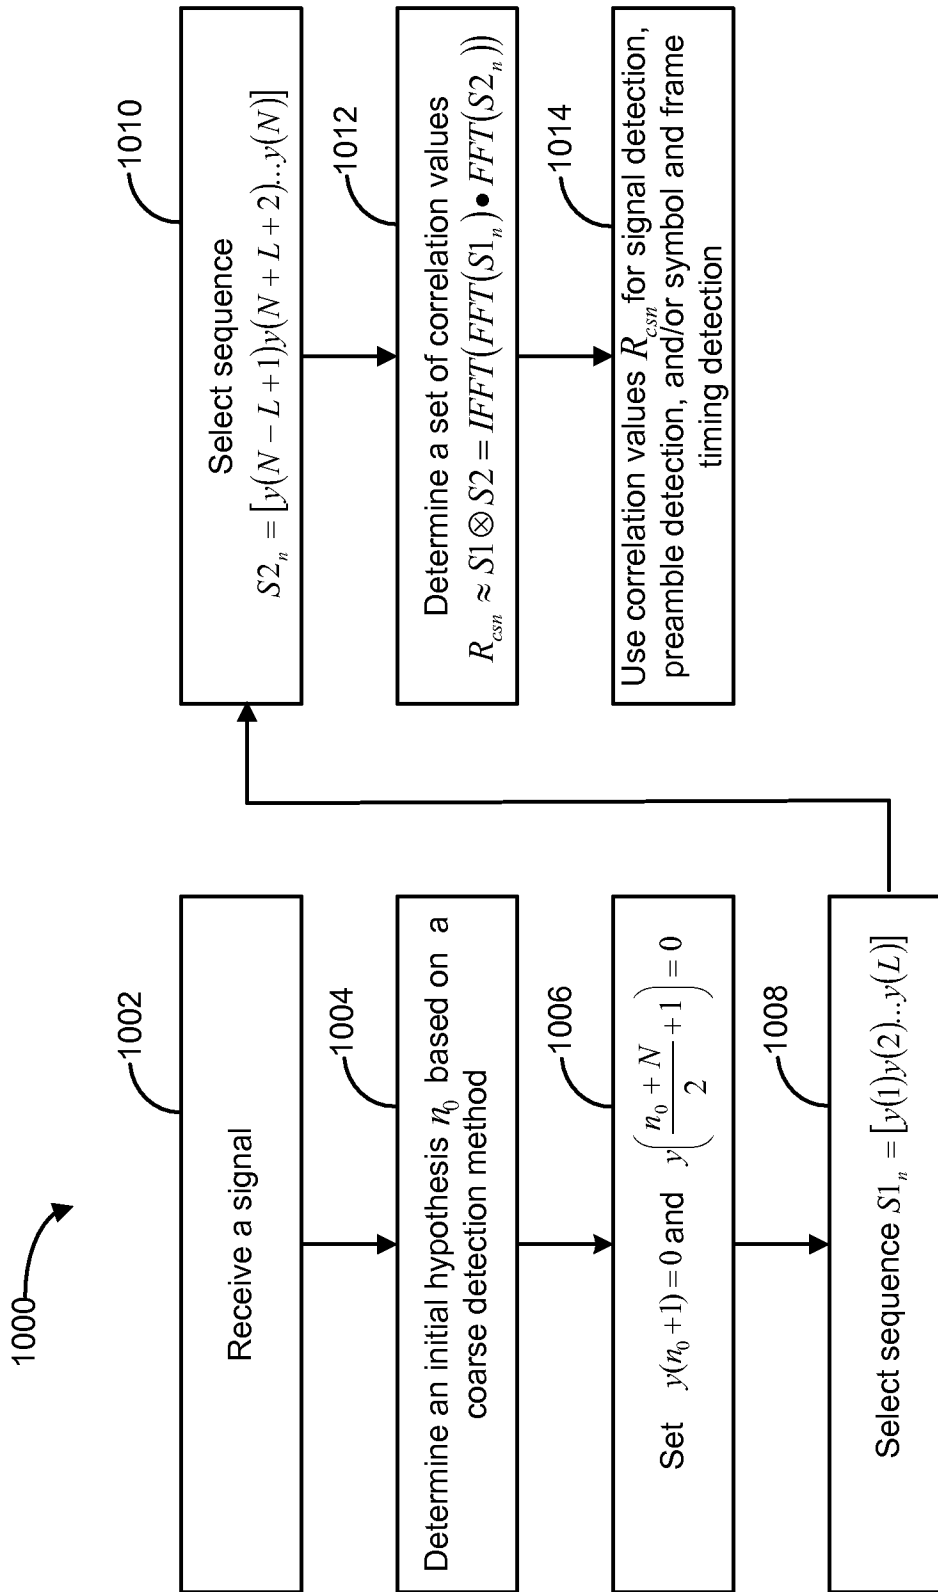 1000
1002
Receive a signal
1004
Determine an initial hypothesis n₀ based on a
coarse detection method
1006
Set y(n₀+1)=0 and y((n₀+N)/2+1)=0
1008
Select sequence S1ₙ = [y(1)y(2)...y(L)]
1010
Select sequence
S2ₙ = [y(N−L+1)y(N+L+2)...y(N)]
1012
Determine a set of correlation values
R_csn ≈ S1⊗S2 = IFFT(FFT(S1ₙ)•FFT(S2ₙ))
1014
Use correlation values R_csn for signal detection,
preamble detection, and/or symbol and frame
timing detection